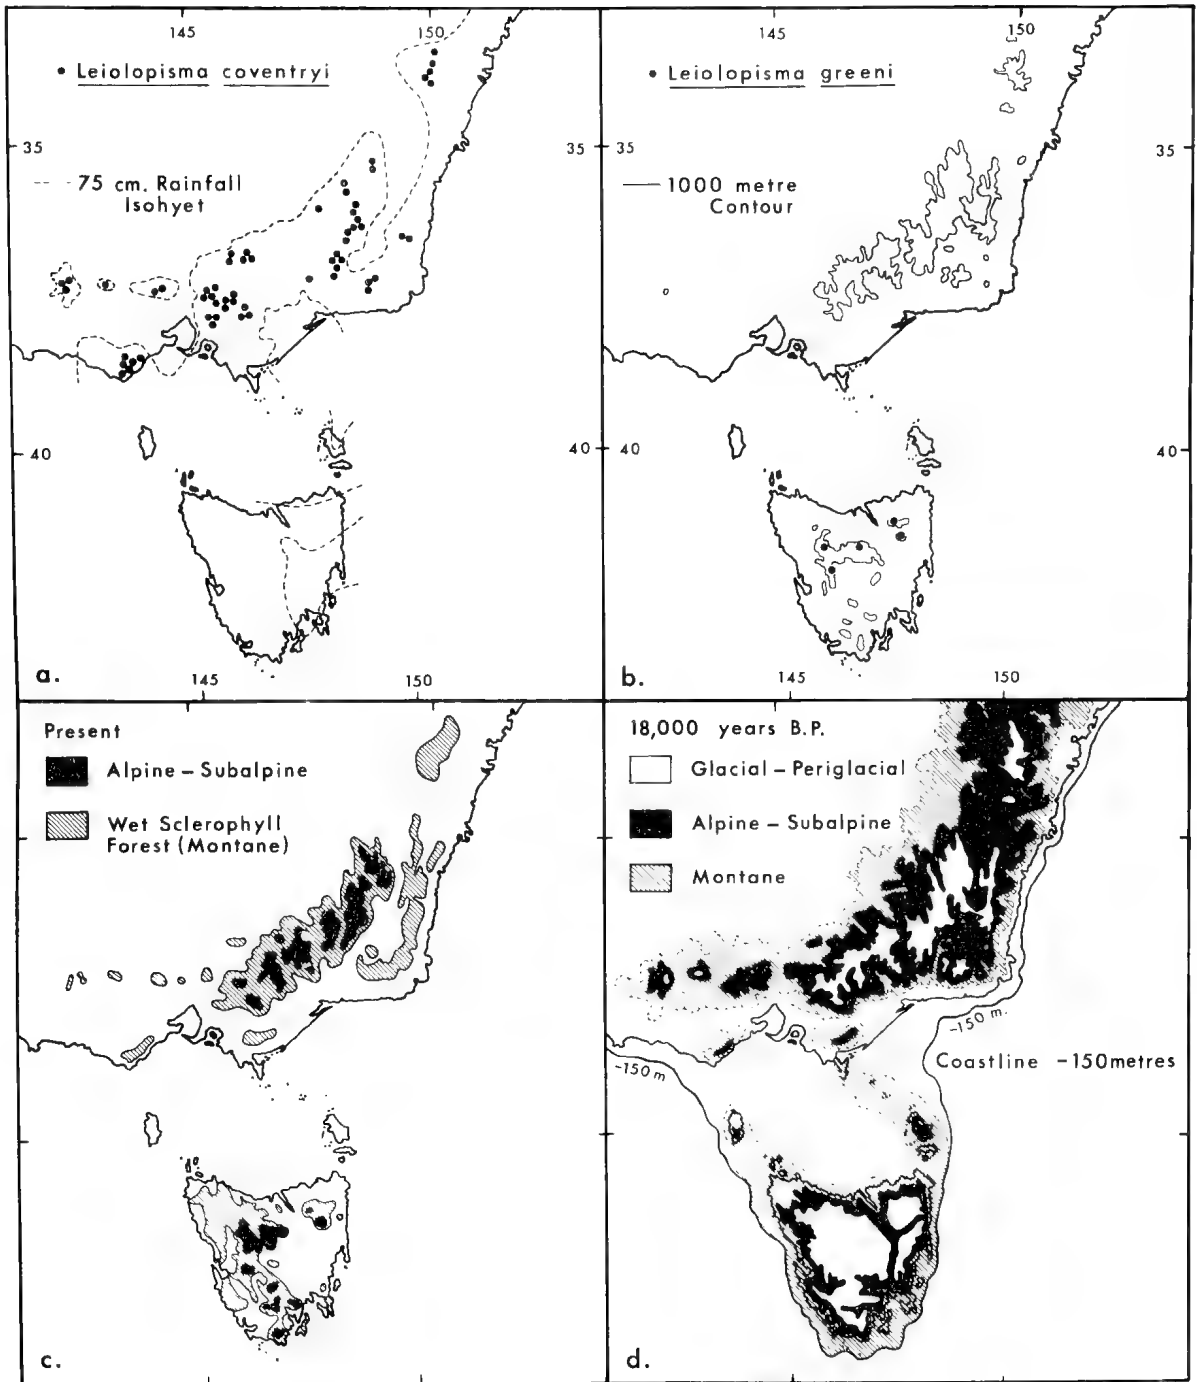 145
150
• Leiolopisma coventryi
35
35
-- - 75 cm. Rainfall
Isohyet
40
40
a.
145
150
145
150
• Leiolopisma greeni
35
35
— 1000 metre
Contour
40
40
b.
145
150
Present
Alpine – Subalpine
Wet Sclerophyll
Forest (Montane)
c.
18,000 years B.P.
Glacial – Periglacial
Alpine – Subalpine
Montane
-150 m.
-150 m
Coastline -150metres
d.